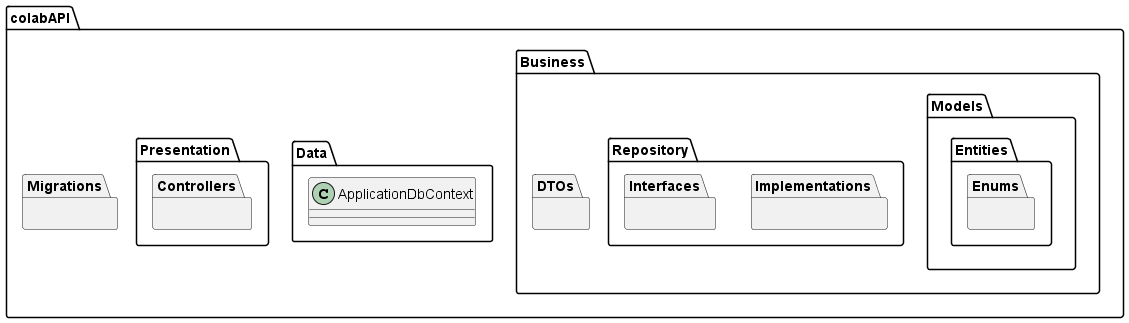 colabAPI
Business
Models
Presentation
Data
Repository
Entities
Migrations
Controllers
C ApplicationDbContext
DTOs
Interfaces
Implementations
Enums